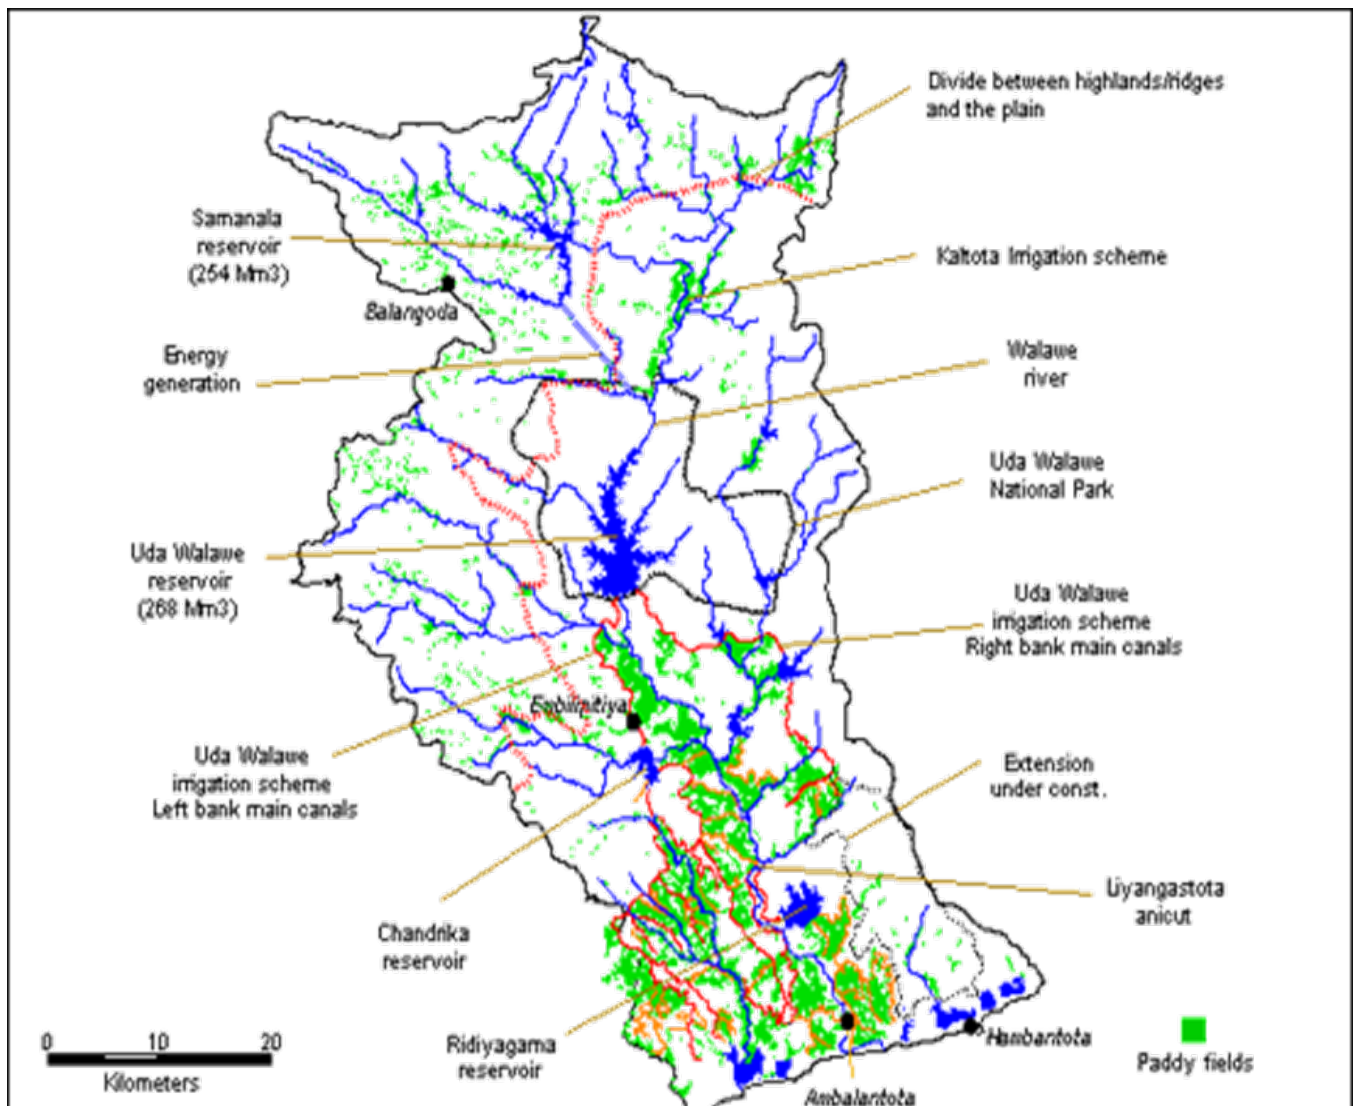 Divide between highlands/ridges
and the plain
Samanala
reservoir
(254 Mm3)
Kaltota Irrigation scheme
Balangoda
Energy
generation
Walawe
river
Uda Walawe
National Park
Uda Walawe
reservoir
(268 Mm3)
Uda Walawe
irrigation scheme
Right bank main canals
Embilipitiya
Uda Walawe
irrigation scheme
Left bank main canals
Extension
under const.
Liyangastota
anicut
Chandrika
reservoir
Ridiyagama
reservoir
Hambantota
Ambalantota
0 10 20
Kilometers
Paddy fields